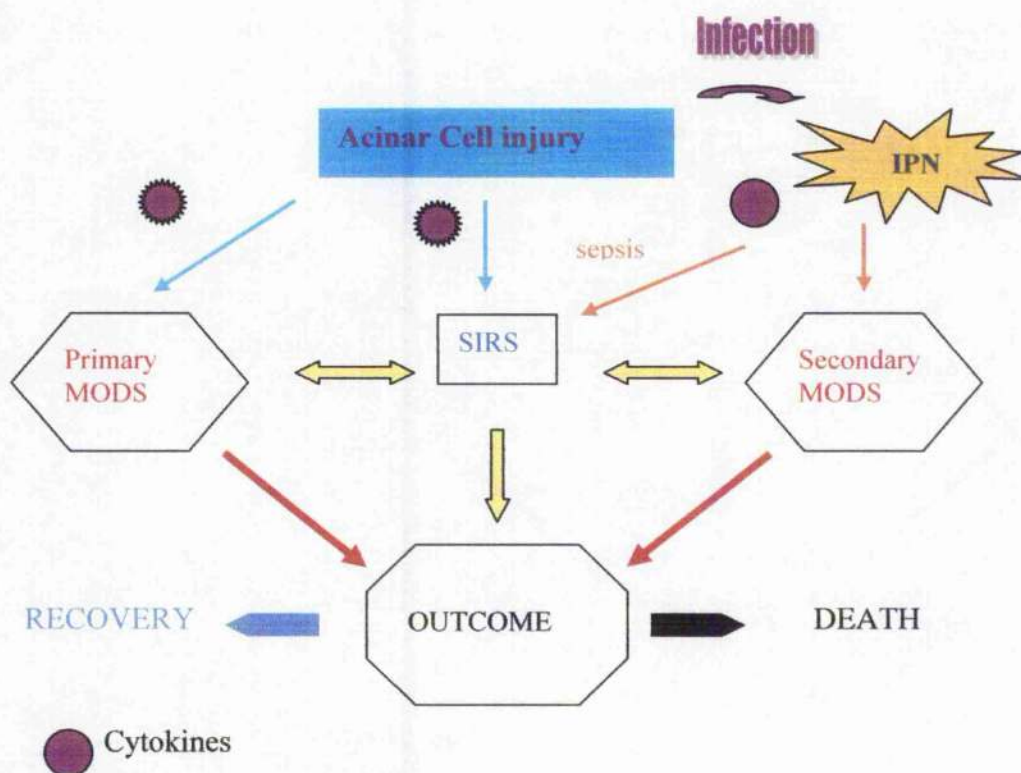 Infection
Acinar Cell injury
IPN
sepsis
SIRS
Primary
MODS
Secondary
MODS
RECOVERY
OUTCOME
DEATH
Cytokines